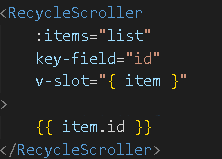 <RecycleScroller
:items="list"
key-field="id"
v-slot="{ item }"
>
{{ item.id }}
</RecycleScroller>